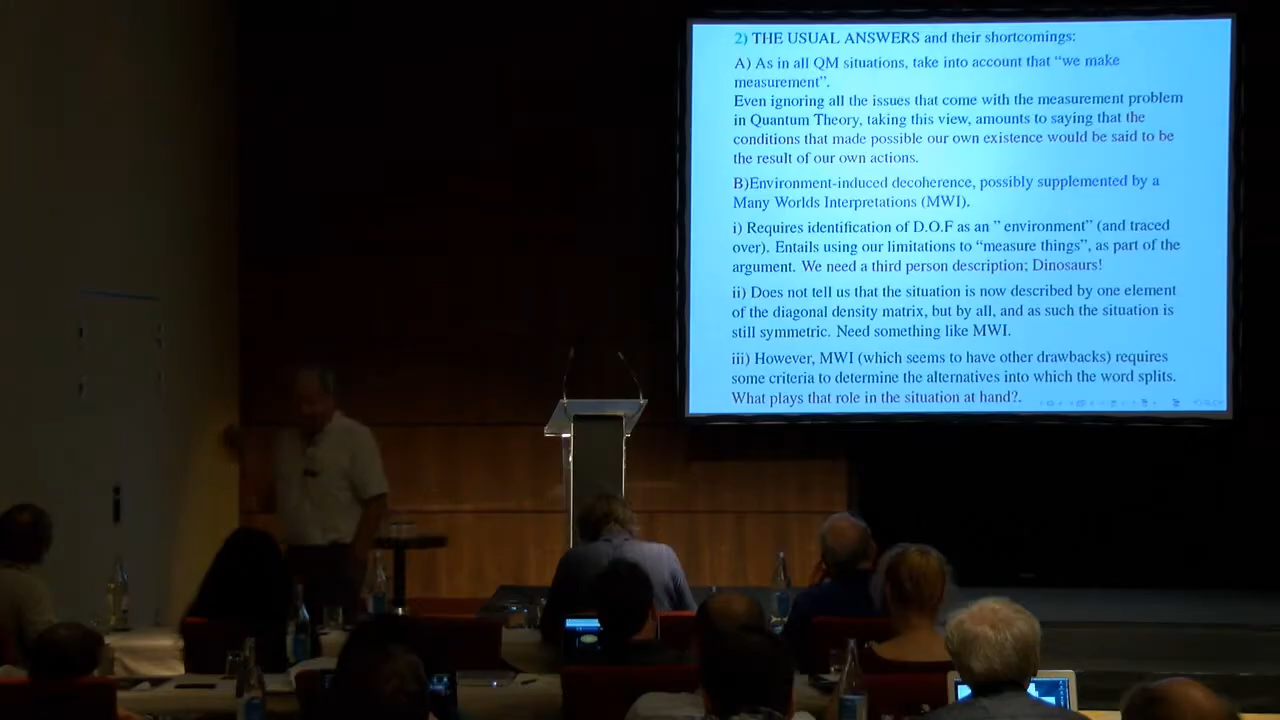 2) THE USUAL ANSWERS and their shortcomings:
A) As in all QM situations, take into account that “we make
measurement”.
Even ignoring all the issues that come with the measurement problem
in Quantum Theory, taking this view, amounts to saying that the
conditions that made possible our own existence would be said to be
the result of our own actions.
B)Environment-induced decoherence, possibly supplemented by a
Many Worlds Interpretations (MWI).
i) Requires identification of D.O.F as an ” environment” (and traced
over). Entails using our limitations to “measure things”, as part of the
argument. We need a third person description; Dinosaurs!
ii) Does not tell us that the situation is now described by one element
of the diagonal density matrix, but by all, and as such the situation is
still symmetric. Need something like MWI.
iii) However, MWI (which seems to have other drawbacks) requires
some criteria to determine the alternatives into which the word splits.
What plays that role in the situation at hand?.